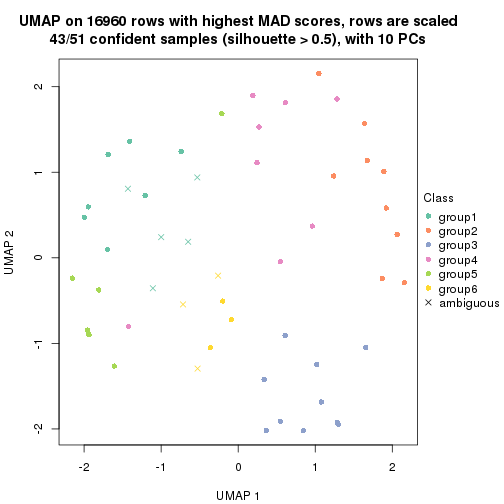 UMAP on 16960 rows with highest MAD scores, rows are scaled
43/51 confident samples (silhouette > 0.5), with 10 PCs
2
1
0
-1
-2
UMAP 2
-2
-1
0
1
2
UMAP 1
Class
group1
group2
group3
group4
group5
group6
ambiguous